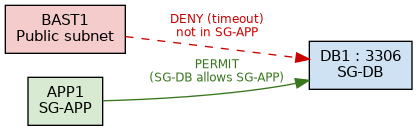 BAST1
Public subnet
DENY (timeout)
not in SG-APP
DB1 : 3306
SG-DB
PERMIT
(SG-DB allows SG-APP)
APP1
SG-APP